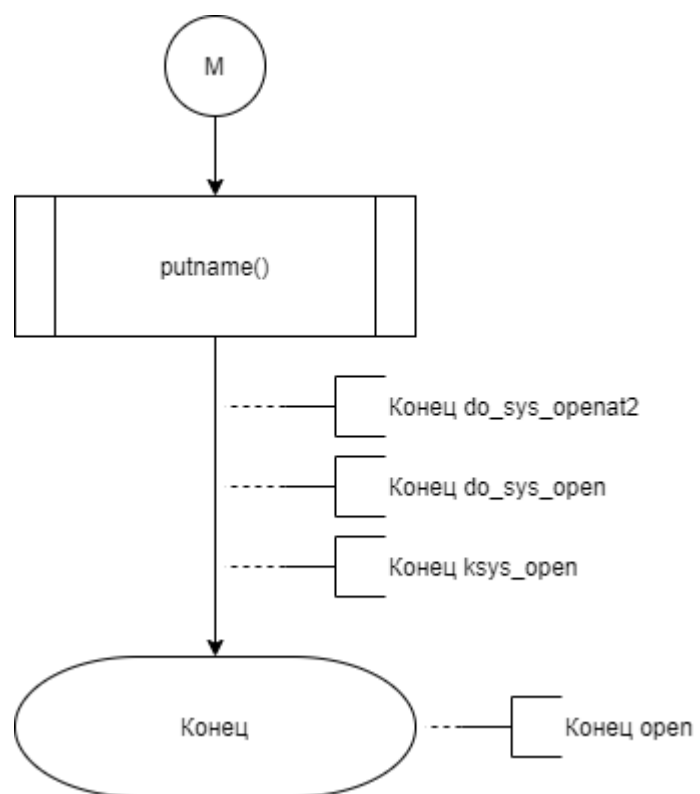 М
putname()
Конец do_sys_openat2
Конец do_sys_open
Конец ksys_open
Конец
Конец open